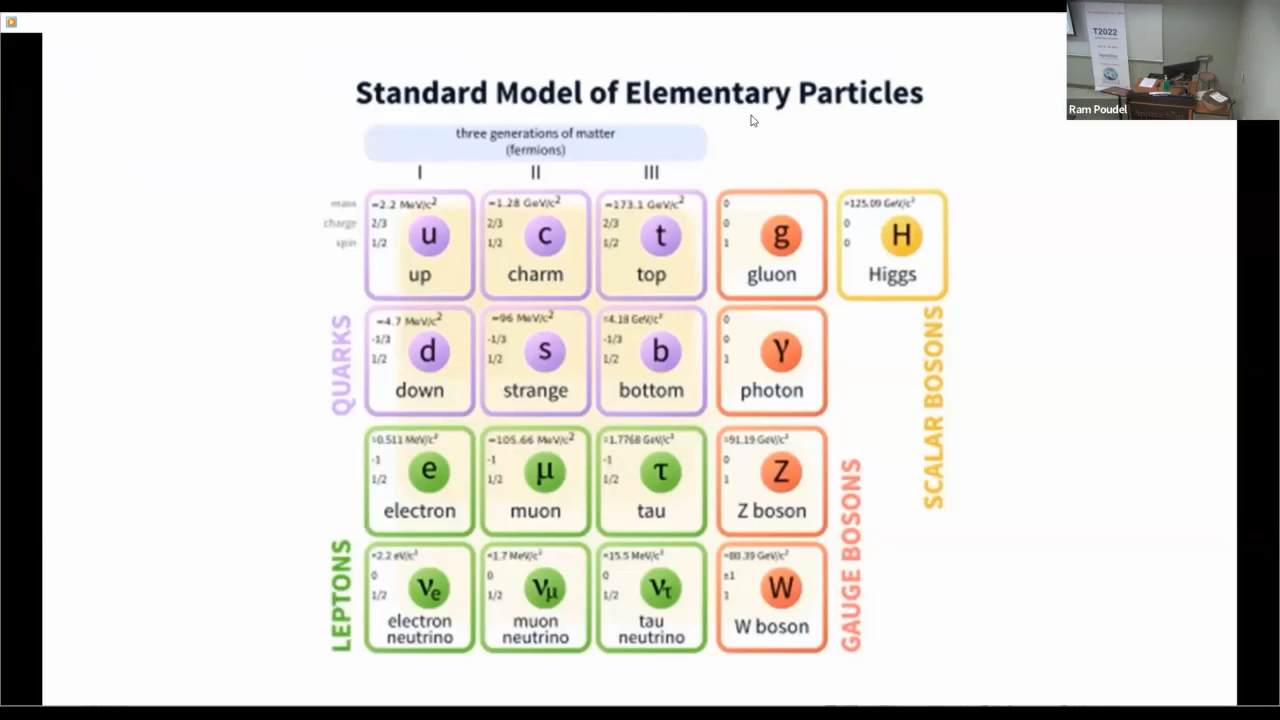 T2022
Ram Poudel
Standard Model of Elementary Particles
three generations of matter
(fermions)
I II III
mass
charge
spin
≈2.2 MeV/c²
2/3
1/2
u
up
≈1.28 GeV/c²
2/3
1/2
c
charm
≈173.1 GeV/c²
2/3
1/2
t
top
0
0
1
g
gluon
≈125.09 GeV/c²
0
0
H
Higgs
QUARKS
≈4.7 MeV/c²
-1/3
1/2
d
down
≈96 MeV/c²
-1/3
1/2
s
strange
≈4.18 GeV/c²
-1/3
1/2
b
bottom
0
0
1
γ
photon
SCALAR BOSONS
LEPTONS
≈0.511 MeV/c²
-1
1/2
e
electron
≈105.66 MeV/c²
-1
1/2
μ
muon
≈1.7768 GeV/c²
-1
1/2
τ
tau
≈91.19 GeV/c²
0
1
Z
Z boson
GAUGE BOSONS
<2.2 eV/c²
0
1/2
νe
electron
neutrino
<1.7 MeV/c²
0
1/2
νμ
muon
neutrino
<15.5 MeV/c²
0
1/2
ντ
tau
neutrino
≈80.39 GeV/c²
±1
1
W
W boson